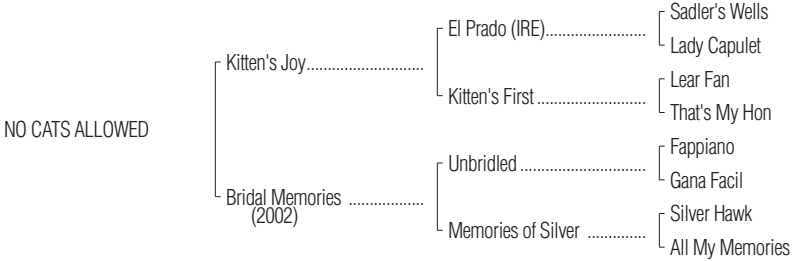 Sadler's Wells
El Prado (IRE)........................
Lady Capulet
Kitten's Joy............................
Lear Fan
Kitten's First ..........................
That's My Hon
NO CATS ALLOWED
Fappiano
Unbridled ..............................
Gana Facil
Bridal Memories ..................
(2002)
Silver Hawk
Memories of Silver ..............
All My Memories